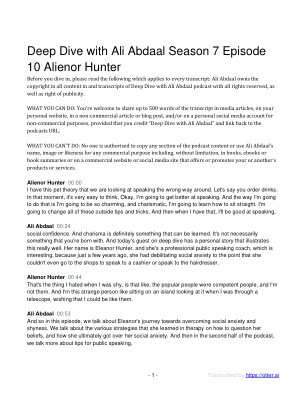 Deep Dive with Ali Abdaal Season 7 Episode
10 Alienor Hunter
Before you dive in, please read the following which applies to every transcript: Ali Abdaal owns the
copyright in all content in and transcripts of Deep Dive with Ali Abdaal podcast with all rights reserved, as
well as right of publicity.
WHAT YOU CAN DO: You're welcome to share up to 500 words of the transcript in media articles, on your
personal website, in a non-commercial article or blog post, and/or on a personal social media account for
non-commercial purposes, provided that you credit "Deep Dive with Ali Abdaal" and link back to the
podcasts URL.
WHAT YOU CAN'T DO: No one is authorized to copy any section of the podcast content or use Ali Abdaal's
name, image or likeness for any commercial purpose including, without limitation, in books, ebooks or
book summaries or on a commercial website or social media site that offers or promotes your or another's
products or services.
Alienor Hunter 00:00
I have this pet theory that we are looking at speaking the wrong way around. Let's say you order drinks.
In that moment, it's very easy to think, Okay, I'm going to get better at speaking. And the way I'm going
to do that is I'm going to be so charming, and charismatic, I'm going to learn how to sit straight. I'm
going to change all of these outside tips and tricks. And then when I have that, I'll be good at speaking,
Ali Abdaal 00:24
social confidence. And charisma is definitely something that can be learned. It's not necessarily
something that you're born with. And today's guest on deep dive has a personal story that illustrates
this really well. Her name is Eleanor Hunter, and she's a professional public speaking coach, which is
interesting, because just a few years ago, she had debilitating social anxiety to the point that she
couldn't even go to the shops to speak to a cashier or speak to the hairdresser.
Alienor Hunter 00:44
That's the thing I hated when I was shy, is that like, the popular people were competent people, and I'm
not them. And I'm this strange person like sitting on an island looking at it when I was through a
telescope, wishing that I could be like them.
Ali Abdaal 00:53
And so in this episode, we talk about Eleanor's journey towards overcoming social anxiety and
shyness. We talk about the various strategies that she learned in therapy on how to question her
beliefs, and how she ultimately got over her social anxiety. And then in the second half of the podcast,
we talk more about tips for public speaking,
- 1 -
Transcribed by https://otter.ai